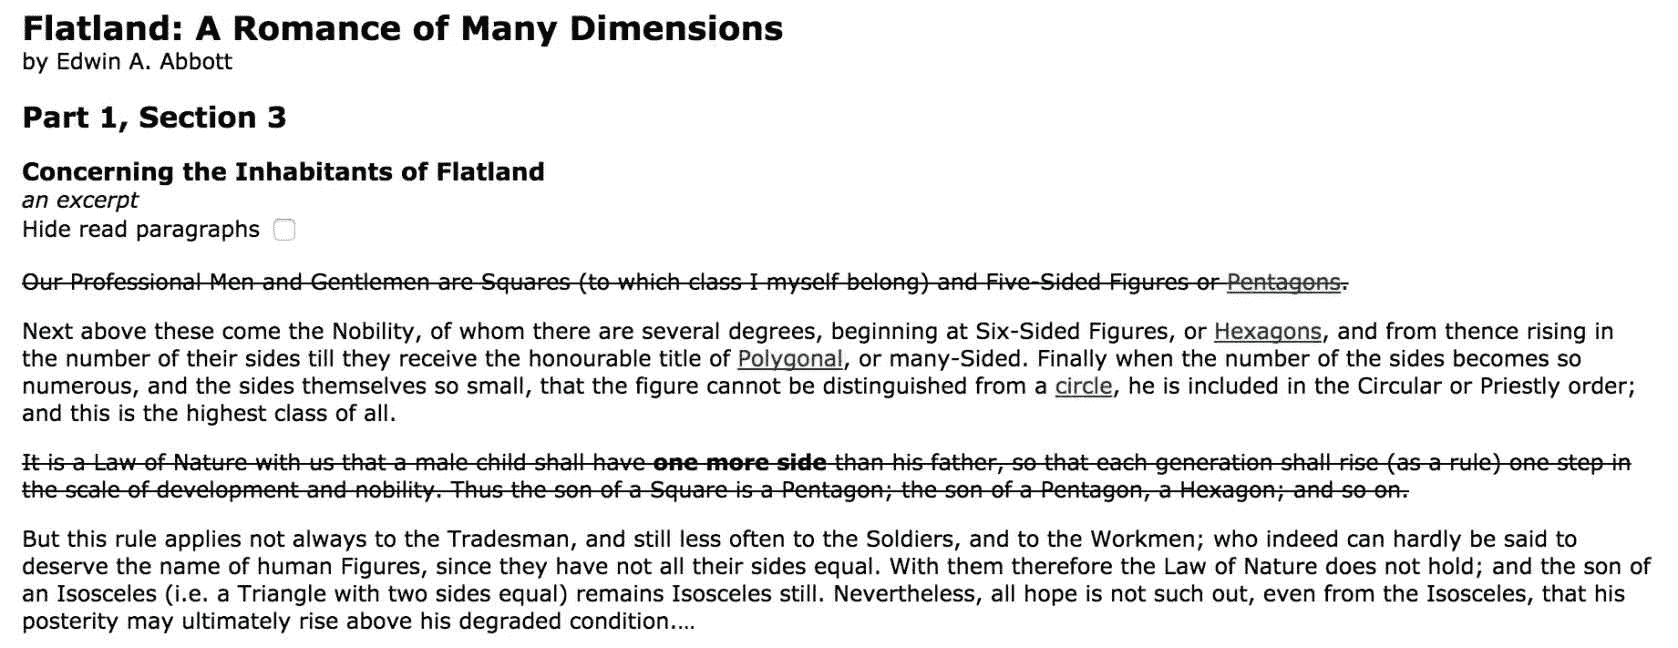 Flatland: A Romance of Many Dimensions
by Edwin A. Abbott
Part 1, Section 3
Concerning the Inhabitants of Flatland
an excerpt
Hide read paragraphs
Our Professional Men and Gentlemen are Squares (to which class I myself belong) and Five-Sided Figures or Pentagons.
Next above these come the Nobility, of whom there are several degrees, beginning at Six-Sided Figures, or Hexagons, and from thence rising in
the number of their sides till they receive the honourable title of Polygonal, or many-Sided. Finally when the number of the sides becomes so
numerous, and the sides themselves so small, that the figure cannot be distinguished from a circle, he is included in the Circular or Priestly order;
and this is the highest class of all.
It is a Law of Nature with us that a male child shall have one more side than his father, so that each generation shall rise (as a rule) one step in
the scale of development and nobility. Thus the son of a Square is a Pentagon; the son of a Pentagon, a Hexagon; and so on.
But this rule applies not always to the Tradesman, and still less often to the Soldiers, and to the Workmen; who indeed can hardly be said to
deserve the name of human Figures, since they have not all their sides equal. With them therefore the Law of Nature does not hold; and the son of
an Isosceles (i.e. a Triangle with two sides equal) remains Isosceles still. Nevertheless, all hope is not such out, even from the Isosceles, that his
posterity may ultimately rise above his degraded condition....